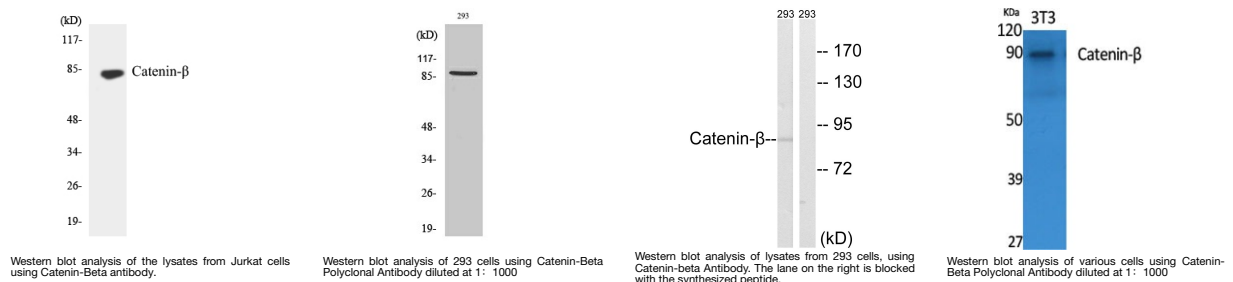 (kD)
117-
85-
Catenin-β
48-
34-
26-
19-
Western blot analysis of the lysates from Jurkat cells
using Catenin-Beta antibody.
293
(kD)
117-
85-
48-
34-
26-
19-
Western blot analysis of 293 cells using Catenin-Beta
Polyclonal Antibody diluted at 1：1000
293 293
-- 170
-- 130
-- 95
Catenin-β--
-- 72
(kD)
Western blot analysis of lysates from 293 cells, using
Catenin-beta Antibody. The lane on the right is blocked
with the synthesized peptide.
KDa
3T3
120
90
Catenin-β
50
39
27
Western blot analysis of various cells using Catenin-
Beta Polyclonal Antibody diluted at 1：1000